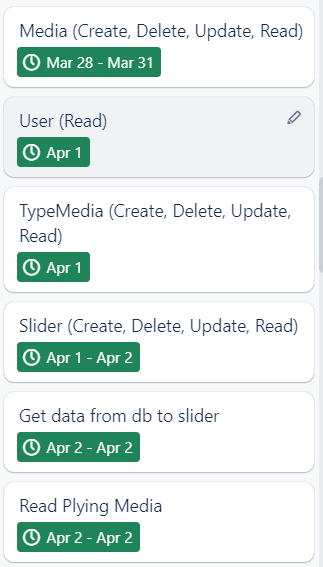 Media (Create, Delete, Update, Read)
Mar 28 - Mar 31
User (Read)
Apr 1
TypeMedia (Create, Delete, Update,
Read)
Apr 1
Slider (Create, Delete, Update, Read)
Apr 1 - Apr 2
Get data from db to slider
Apr 2 - Apr 2
Read Plying Media
Apr 2 - Apr 2